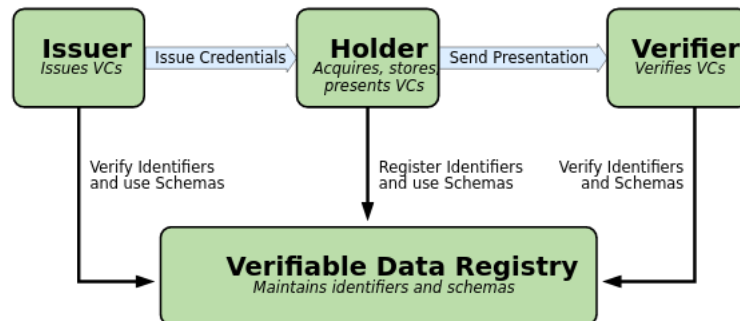 Issuer
Issues VCs
Issue Credentials
Holder
Acquires, stores,
presents VCs
Send Presentation
Verifier
Verifies VCs
Verify Identifiers
and use Schemas
Register Identifiers
and use Schemas
Verify Identifiers
and Schemas
Verifiable Data Registry
Maintains identifiers and schemas